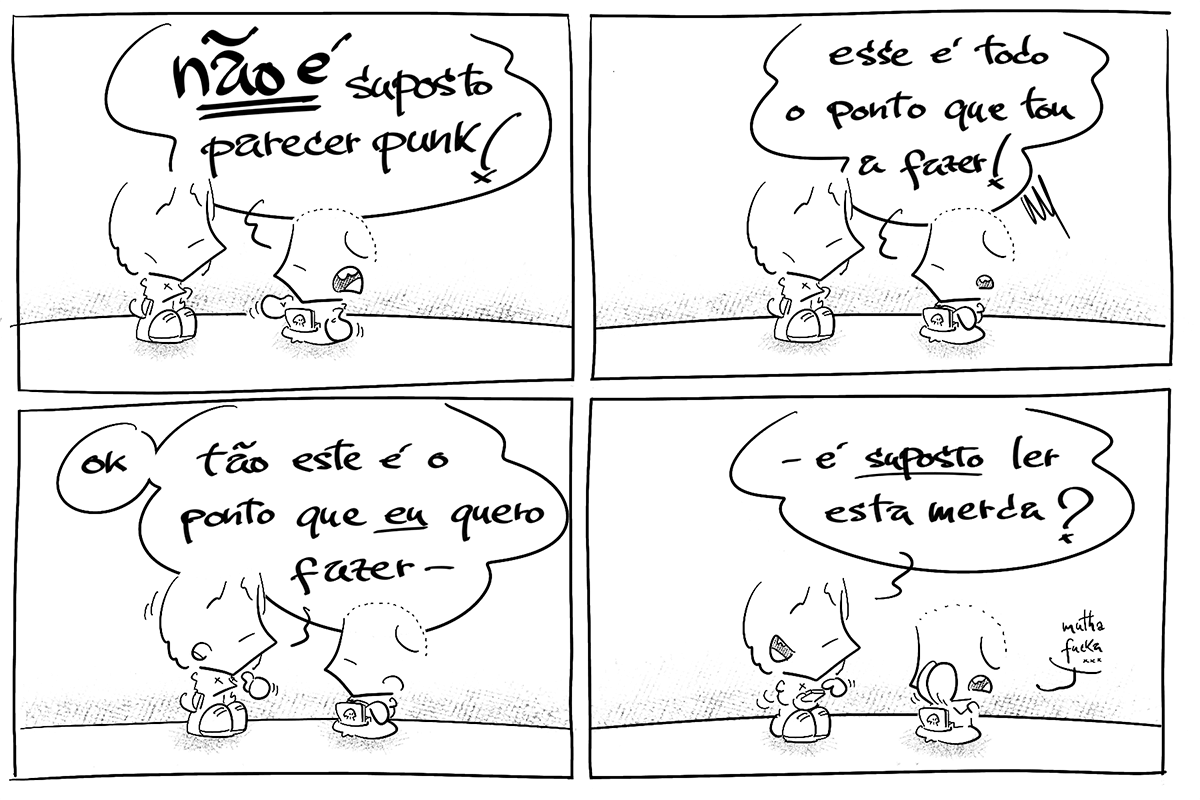 não é suposto
parecer punk!
esse é todo
o ponto que tou
a fazer!
ok
tão este é o
ponto que eu quero
fazer —
— é suposto ler
esta merda?
mutha
fucka
xxx